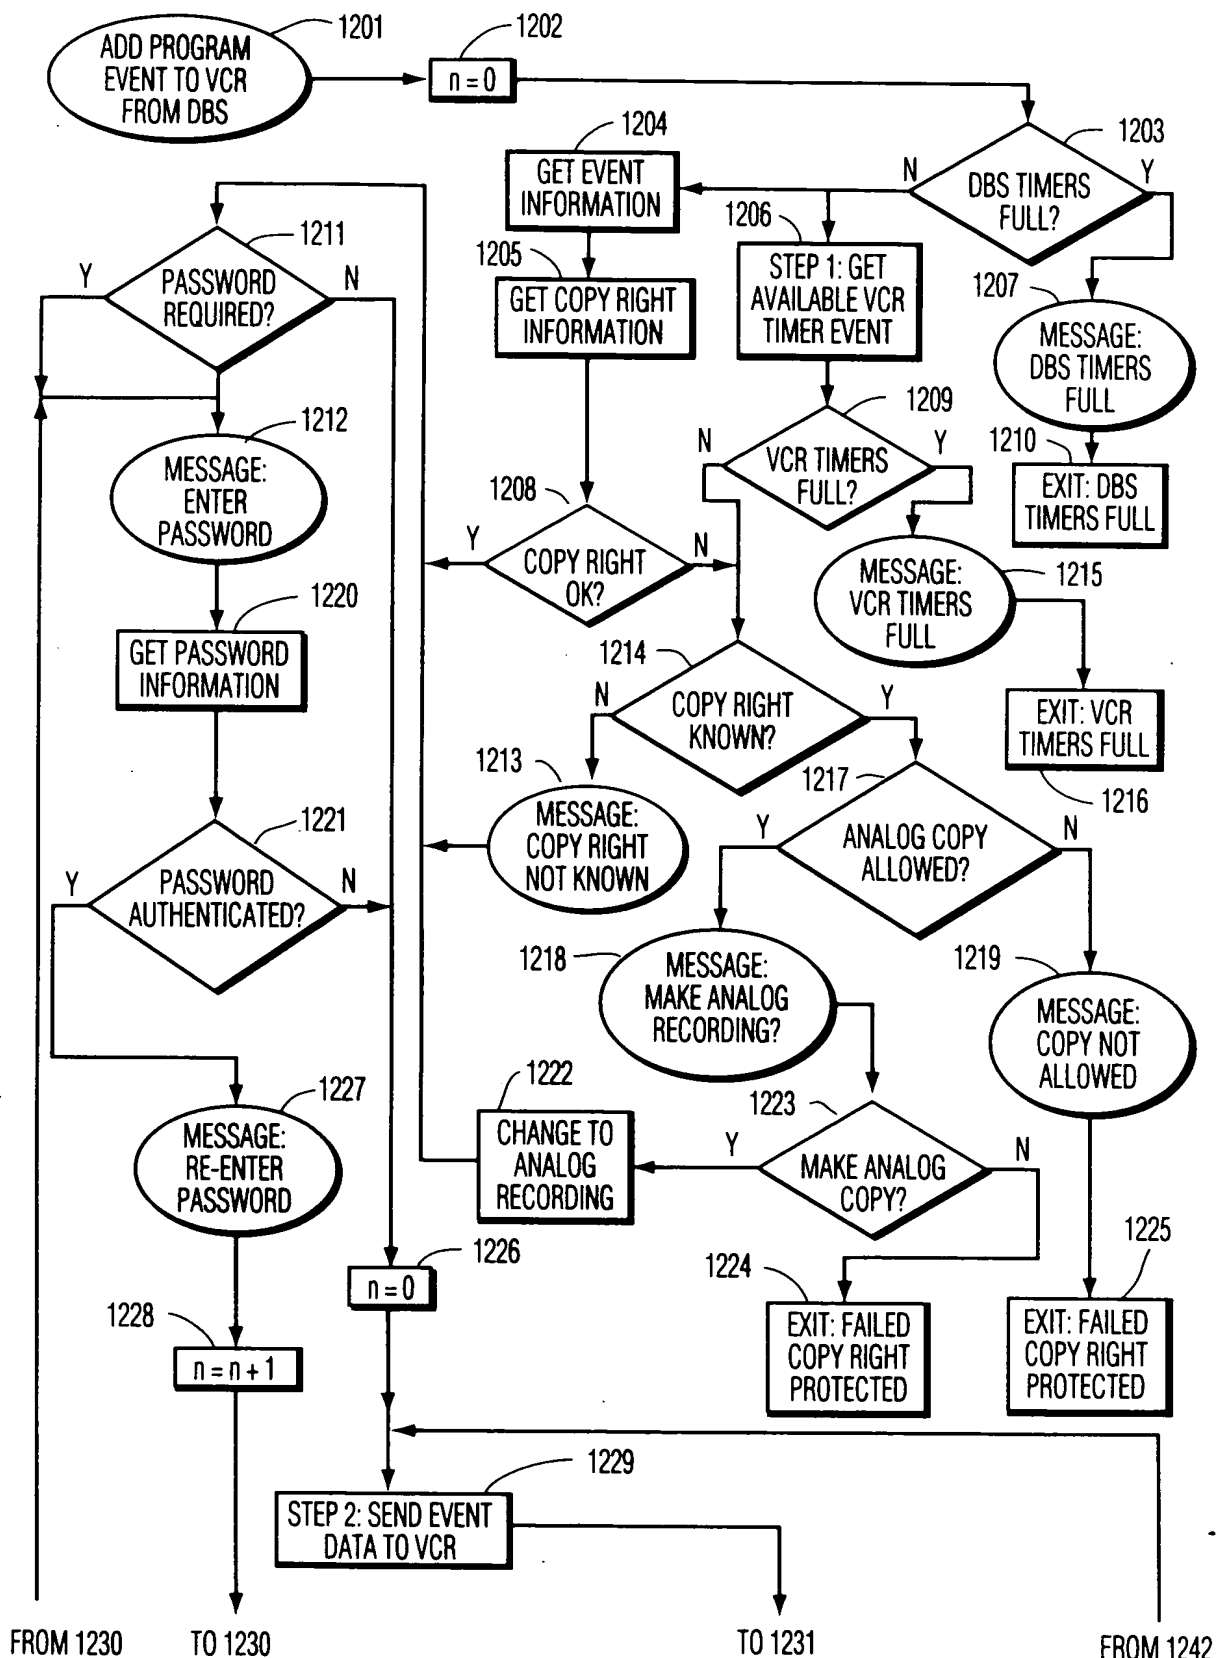 1201
ADD PROGRAM
EVENT TO VCR
FROM DBS
1202
n = 0
1203
DBS TIMERS
FULL?
N
Y
1204
GET EVENT
INFORMATION
1205
GET COPY RIGHT
INFORMATION
1206
STEP 1: GET
AVAILABLE VCR
TIMER EVENT
1207
MESSAGE:
DBS TIMERS
FULL
1210
EXIT: DBS
TIMERS FULL
1211
PASSWORD
REQUIRED?
Y
N
1212
MESSAGE:
ENTER
PASSWORD
1208
COPY RIGHT
OK?
Y
N
1209
VCR TIMERS
FULL?
N
Y
1215
MESSAGE:
VCR TIMERS
FULL
EXIT: VCR
TIMERS FULL
1216
1220
GET PASSWORD
INFORMATION
1214
COPY RIGHT
KNOWN?
N
Y
1213
MESSAGE:
COPY RIGHT
NOT KNOWN
1217
ANALOG COPY
ALLOWED?
Y
N
1221
PASSWORD
AUTHENTICATED?
Y
N
1218
MESSAGE:
MAKE ANALOG
RECORDING?
1219
MESSAGE:
COPY NOT
ALLOWED
1222
CHANGE TO
ANALOG
RECORDING
1223
MAKE ANALOG
COPY?
Y
N
1227
MESSAGE:
RE-ENTER
PASSWORD
1226
n = 0
1224
EXIT: FAILED
COPY RIGHT
PROTECTED
1225
EXIT: FAILED
COPY RIGHT
PROTECTED
1228
n = n + 1
1229
STEP 2: SEND EVENT
DATA TO VCR
FROM 1230
TO 1230
TO 1231
FROM 1242